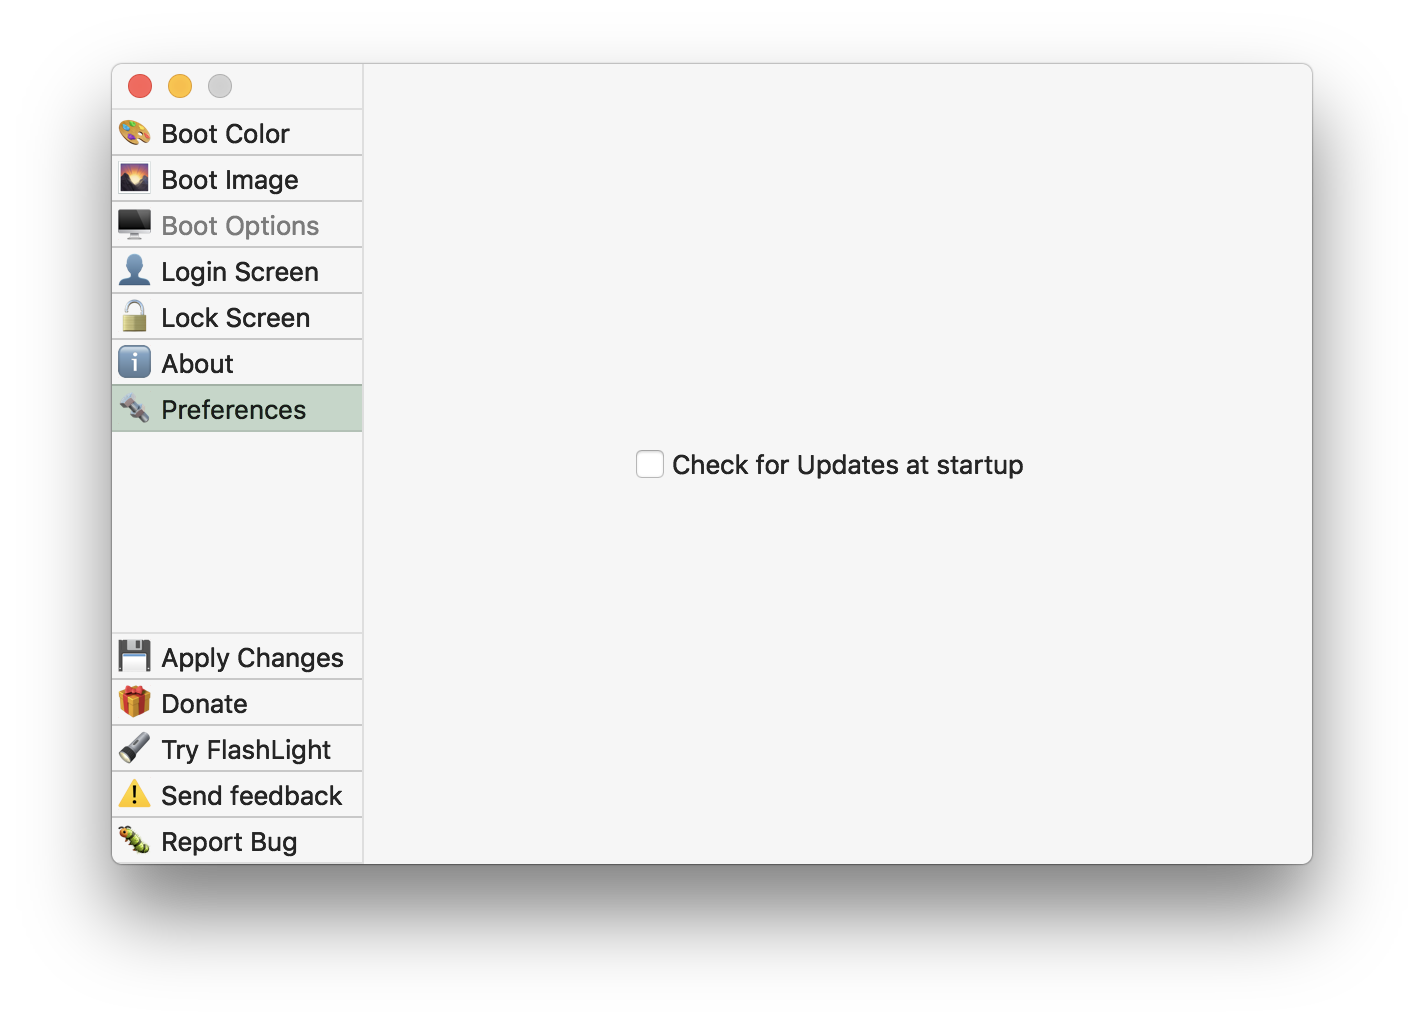 Boot Color
Boot Image
Boot Options
Login Screen
Lock Screen
About
Preferences
Check for Updates at startup
Apply Changes
Donate
Try FlashLight
Send feedback
Report Bug